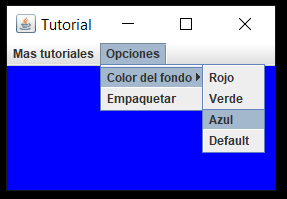 Tutorial
Mas tutoriales Opciones
Color del fondo Rojo
Empaquetar Verde
Azul
Default